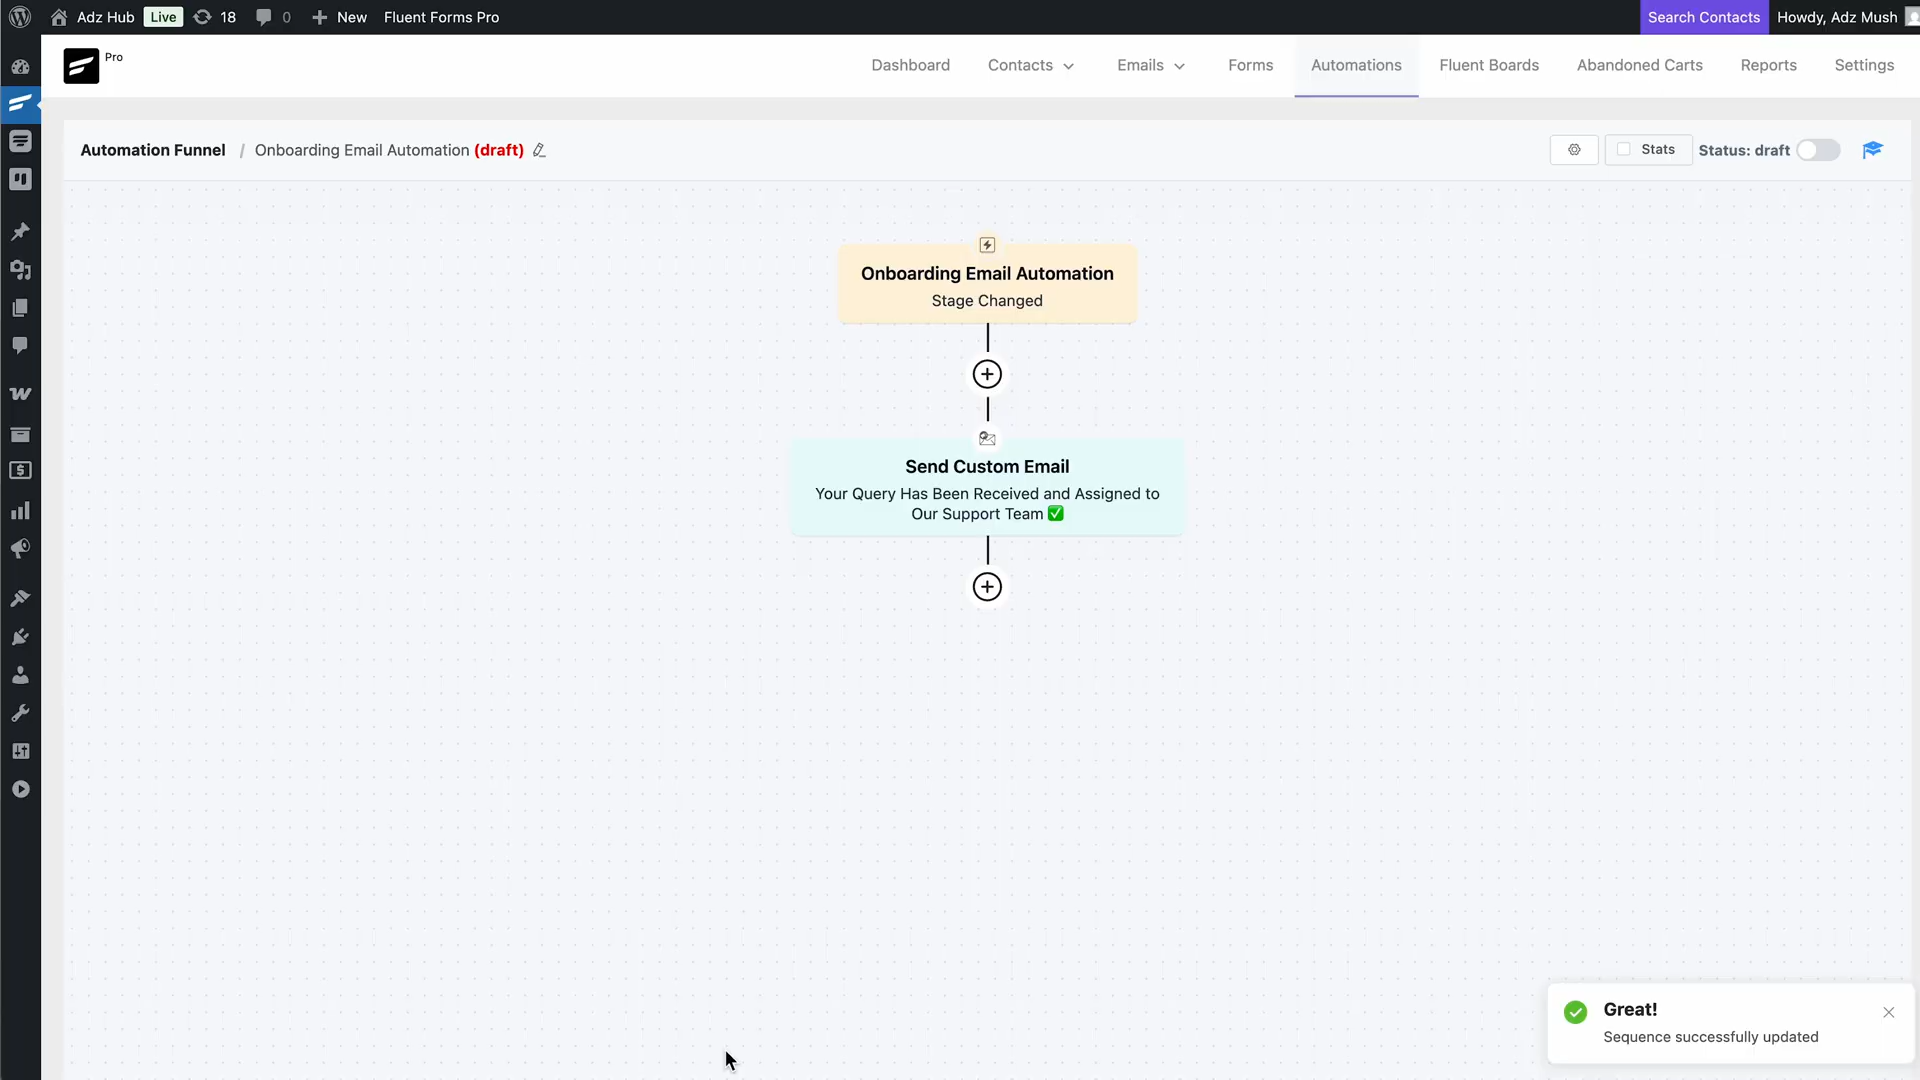 Adz Hub Live 18 0 New Fluent Forms Pro Search Contacts Howdy, Adz Mush
Pro
Dashboard Contacts Emails Forms Automations Fluent Boards Abandoned Carts Reports Settings
Automation Funnel / Onboarding Email Automation (draft) Stats Status: draft
Onboarding Email Automation
Stage Changed
Send Custom Email
Your Query Has Been Received and Assigned to
Our Support Team ✅
Great!
Sequence successfully updated